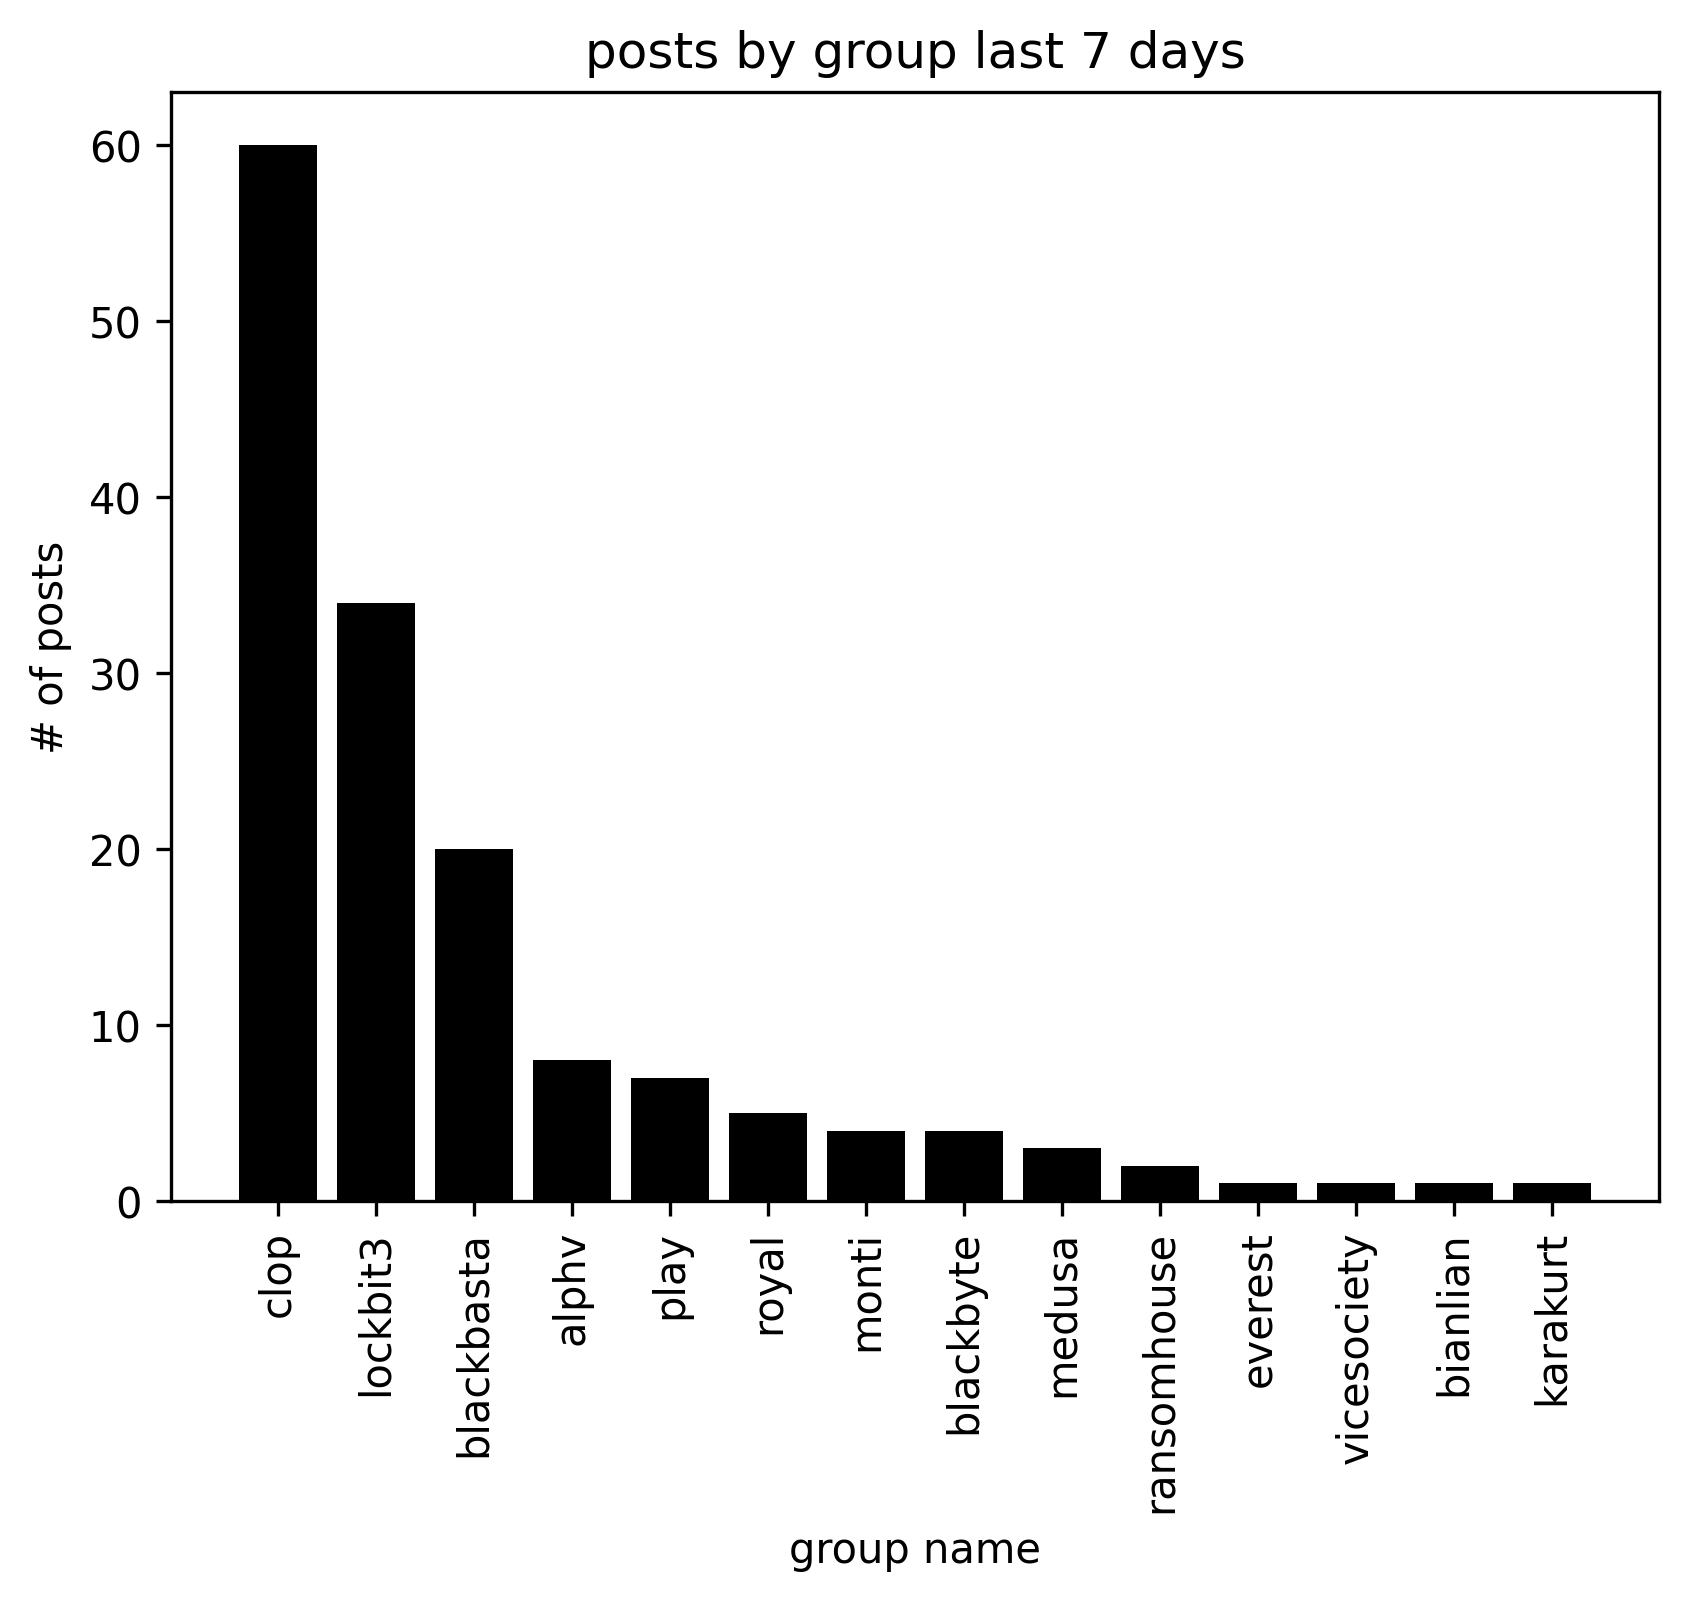 posts by group last 7 days
# of posts
60
50
40
30
20
10
0
clop
lockbit3
blackbasta
alphv
play
royal
monti
blackbyte
medusa
ransomhouse
everest
vicesociety
bianlian
karakurt
group name